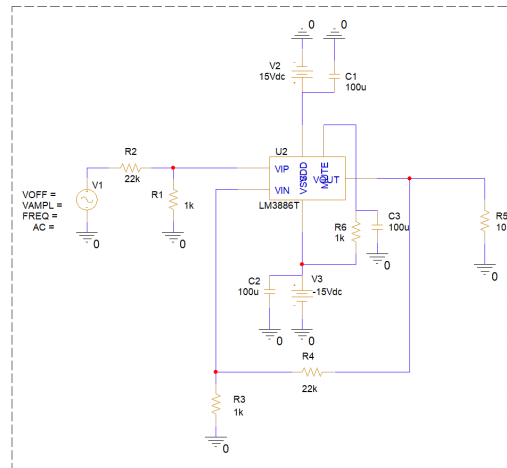 0
0
V2
15Vdc
C1
100u
R2
22k
U2
VIP
VIN
VDD
VSS
MUTE
VOUT
LM3886T
V1
VOFF =
VAMPL =
FREQ =
AC =
0
R1
1k
0
R6
1k
C3
100u
0
R5
10
0
C2
100u
0
V3
-15Vdc
0
R4
22k
R3
1k
0